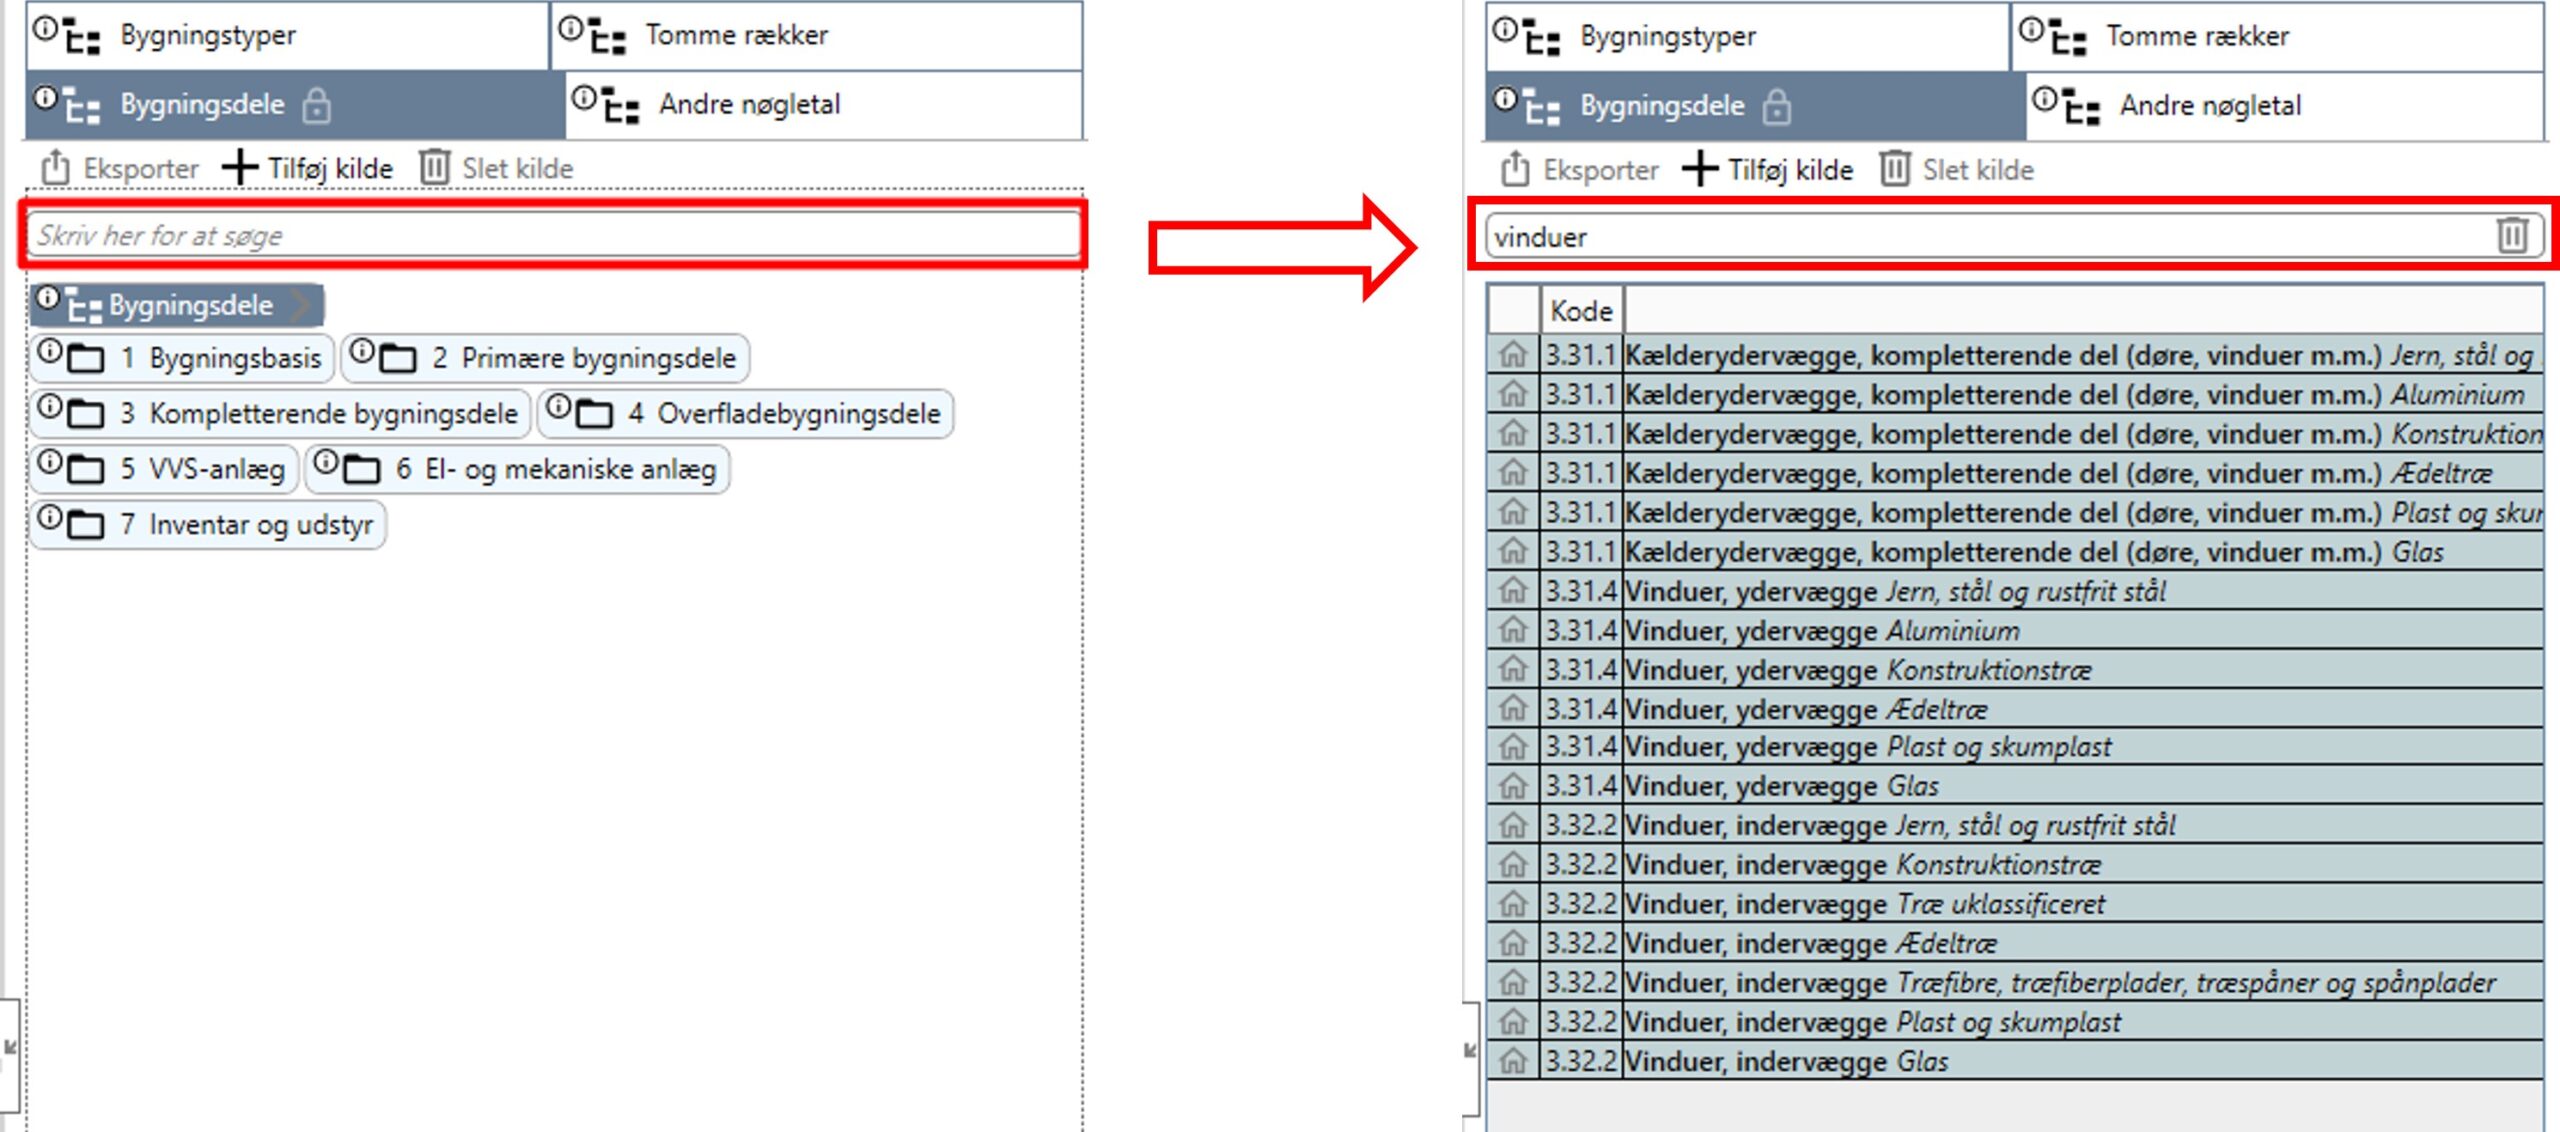 Bygningstyper
Tomme rækker
Bygningsdele
Andre nøgletal
Eksporter Tilføj kilde Slet kilde
Skriv her for at søge
Bygningsdele
1 Bygningsbasis
2 Primære bygningsdele
3 Kompletterende bygningsdele
4 Overfladebygningsdele
5 VVS-anlæg
6 El- og mekaniske anlæg
7 Inventar og udstyr
Bygningstyper
Tomme rækker
Bygningsdele
Andre nøgletal
Eksporter Tilføj kilde Slet kilde
vinduer
Kode
3.31.1 Kælderydervægge, kompletterende del (døre, vinduer m.m.) Jern, stål og
3.31.1 Kælderydervægge, kompletterende del (døre, vinduer m.m.) Aluminium
3.31.1 Kælderydervægge, kompletterende del (døre, vinduer m.m.) Konstruktion
3.31.1 Kælderydervægge, kompletterende del (døre, vinduer m.m.) Ædeltræ
3.31.1 Kælderydervægge, kompletterende del (døre, vinduer m.m.) Plast og skur
3.31.1 Kælderydervægge, kompletterende del (døre, vinduer m.m.) Glas
3.31.4 Vinduer, ydervægge Jern, stål og rustfrit stål
3.31.4 Vinduer, ydervægge Aluminium
3.31.4 Vinduer, ydervægge Konstruktionstræ
3.31.4 Vinduer, ydervægge Ædeltræ
3.31.4 Vinduer, ydervægge Plast og skumplast
3.31.4 Vinduer, ydervægge Glas
3.32.2 Vinduer, indervægge Jern, stål og rustfrit stål
3.32.2 Vinduer, indervægge Konstruktionstræ
3.32.2 Vinduer, indervægge Træ uklassificeret
3.32.2 Vinduer, indervægge Ædeltræ
3.32.2 Vinduer, indervægge Træfibre, træfiberplader, træspåner og spånplader
3.32.2 Vinduer, indervægge Plast og skumplast
3.32.2 Vinduer, indervægge Glas